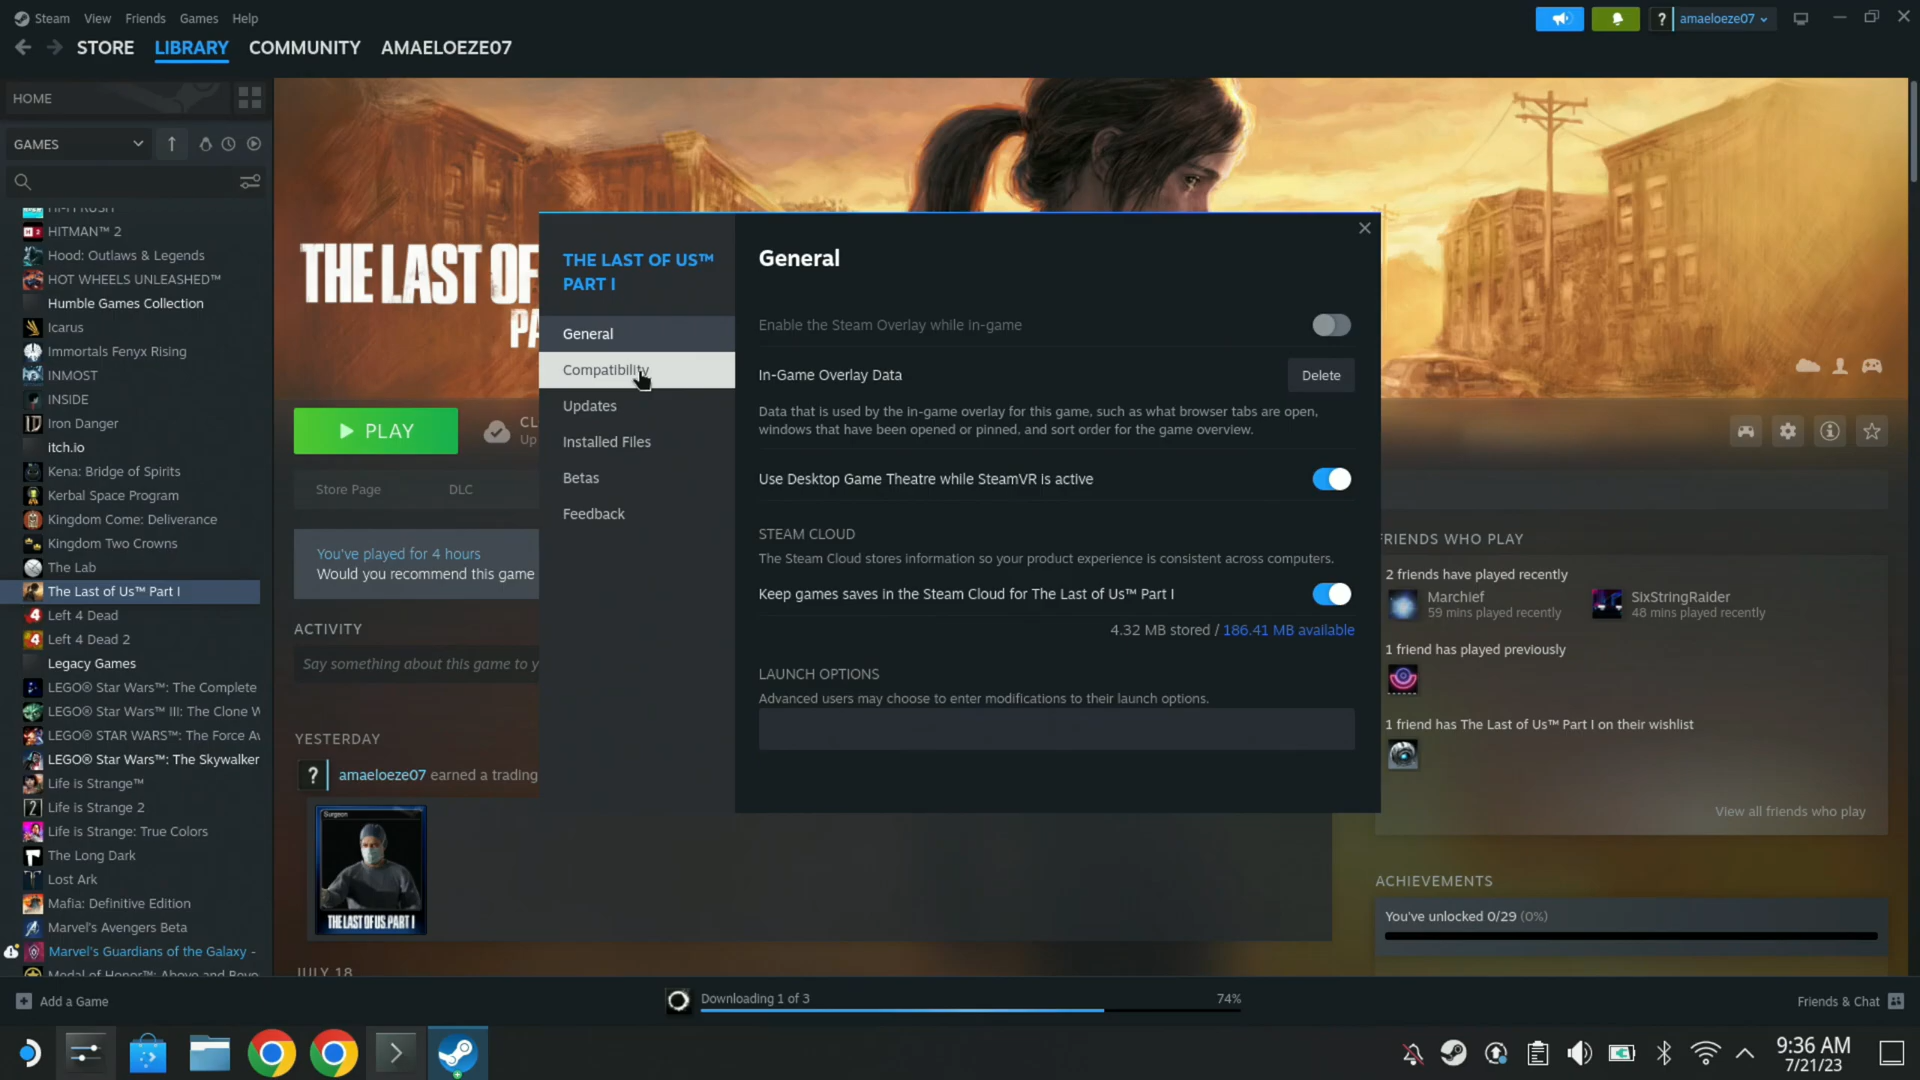 Steam View Friends Games Help
? amaeloeze07
STORE LIBRARY COMMUNITY AMAELOEZE07
HOME
GAMES
HITMAN™ 2
Hood: Outlaws & Legends
HOT WHEELS UNLEASHED™
Humble Games Collection
Icarus
Immortals Fenyx Rising
INMOST
INSIDE
Iron Danger
itch.io
Kena: Bridge of Spirits
Kerbal Space Program
Kingdom Come: Deliverance
Kingdom Two Crowns
The Lab
The Last of Us™ Part I
Left 4 Dead
Left 4 Dead 2
Legacy Games
LEGO® Star Wars™: The Complete
LEGO® Star Wars™ III: The Clone W
LEGO® STAR WARS™: The Force Av
LEGO® Star Wars™: The Skywalker
Life is Strange™
Life is Strange 2
Life is Strange: True Colors
The Long Dark
Lost Ark
Mafia: Definitive Edition
Marvel's Avengers Beta
Marvel's Guardians of the Galaxy -
Medal of Honor™: Above and Beyo
THE LAST OF
PLAY
CL
Up
Store Page DLC
You've played for 4 hours
Would you recommend this game
ACTIVITY
Say something about this game to y
YESTERDAY
? amaeloeze07 earned a trading
Surgeon
THE LAST OF US PART I
JULY 18
THE LAST OF US™
PART I
General
Compatibility
Updates
Installed Files
Betas
Feedback
General
Enable the Steam Overlay while in-game
In-Game Overlay Data
Delete
Data that is used by the in-game overlay for this game, such as what browser tabs are open,
windows that have been opened or pinned, and sort order for the game overview.
Use Desktop Game Theatre while SteamVR is active
STEAM CLOUD
The Steam Cloud stores information so your product experience is consistent across computers.
Keep games saves in the Steam Cloud for The Last of Us™ Part I
4.32 MB stored / 186.41 MB available
LAUNCH OPTIONS
Advanced users may choose to enter modifications to their launch options.
FRIENDS WHO PLAY
2 friends have played recently
Marchief
59 mins played recently
SixStringRaider
48 mins played recently
1 friend has played previously
1 friend has The Last of Us™ Part I on their wishlist
View all friends who play
ACHIEVEMENTS
You've unlocked 0/29 (0%)
Add a Game
Downloading 1 of 3 74%
Friends & Chat
9:36 AM
7/21/23